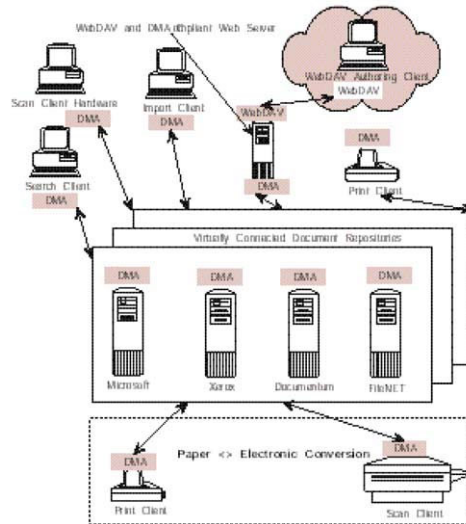 WebDAV and DMA ompliant Web Server
WebDAV Authoring Client
WebDAV
Scan Client Hardware
DMA
Import Client
DMA
WebDAV
DMA
DMA
Print Client
Search Client
DMA
Virtually Connected Document Repositories
DMA
DMA
DMA
DMA
Microsoft
Xerox
Documentum
FileNET
Paper <> Electronic Conversion
DMA
DMA
Print Client
Scan Client